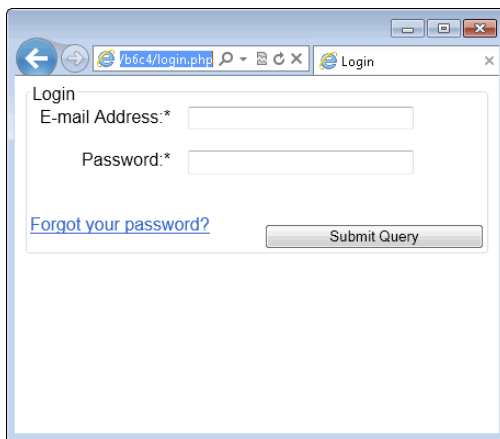 /b6c4/login.php
Login
Login
E-mail Address:*
Password:*
Forgot your password?
Submit Query